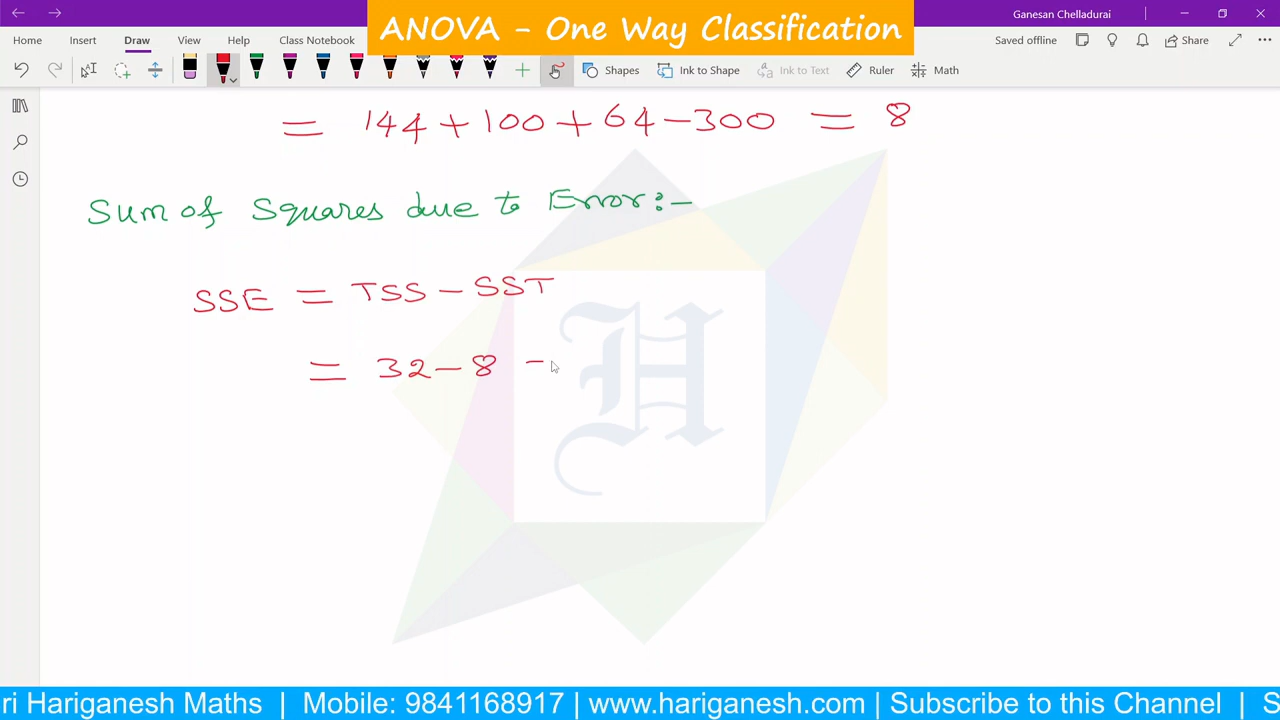 ANOVA - One Way Classification
Ganesan Chelladurai
Home Insert Draw View Help Class Notebook
Saved offline Share
Shapes Ink to Shape Ink to Text Ruler Math
= 144 + 100 + 64 - 300 = 8
Sum of Squares due to Error:-
SSE = TSS - SST
= 32 - 8 -
H
ri Hariganesh Maths | Mobile: 9841168917 | www.hariganesh.com | Subscribe to this Channel | S